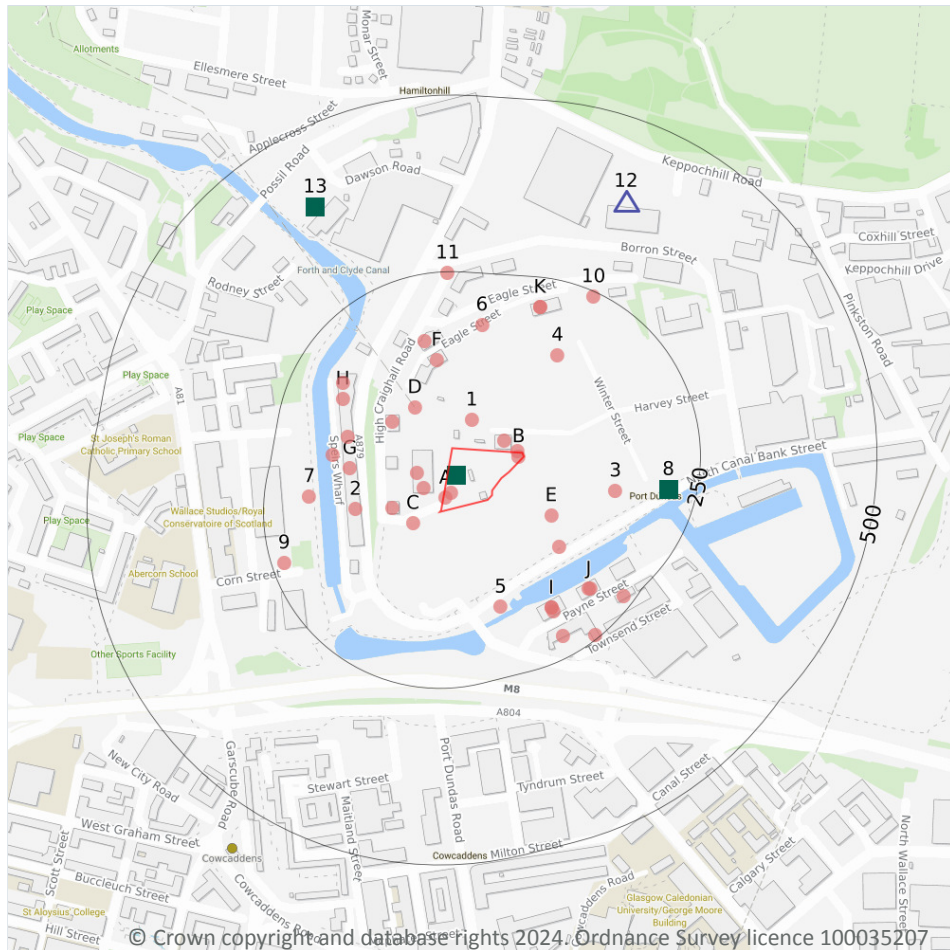 Allotments
Monar Street
Ellesmere Street
Hamiltonhill
Applecross Street
Possil Road
Dawson Road
13
Keppochhill Road
12
Coxhill Street
Keppochhill Drive
Borron Street
11
Forth and Clyde Canal
Rodney Street
Play Space
Eagle Street
K
10
6
Eagle Street
F
4
Pinkston Road
High Craighall Road
Winter Street
Play Space
H
A81
D
1
Harvey Street
Play Space
St Joseph's Roman
Catholic Primary School
Speirs Wharf
A879
G
B
North Canal Bank Street
7
2
A
C
3
8
Port Dundas
250
E
500
Play Space
Wallace Studios/Royal
Conservatoire of Scotland
9
Abercorn School
Corn Street
5
I
J
Payne Street
Townsend Street
Other Sports Facility
M8
A804
New City Road
Garscube Road
Stewart Street
Maitland Street
Port Dundas Road
Tyndrum Street
Canal Street
West Graham Street
Scott Street
Cowcaddens
Cowcaddens
Milton Street
Calgary Street
North Wallace Street
Buccleuch Street
St Aloysius' College
Hill Street
Cowcaddens Road
Cowcaddens Road
Glasgow Caledonian
University/George Moore
Building
© Crown copyright and database rights 2024. Ordnance Survey licence 100035207